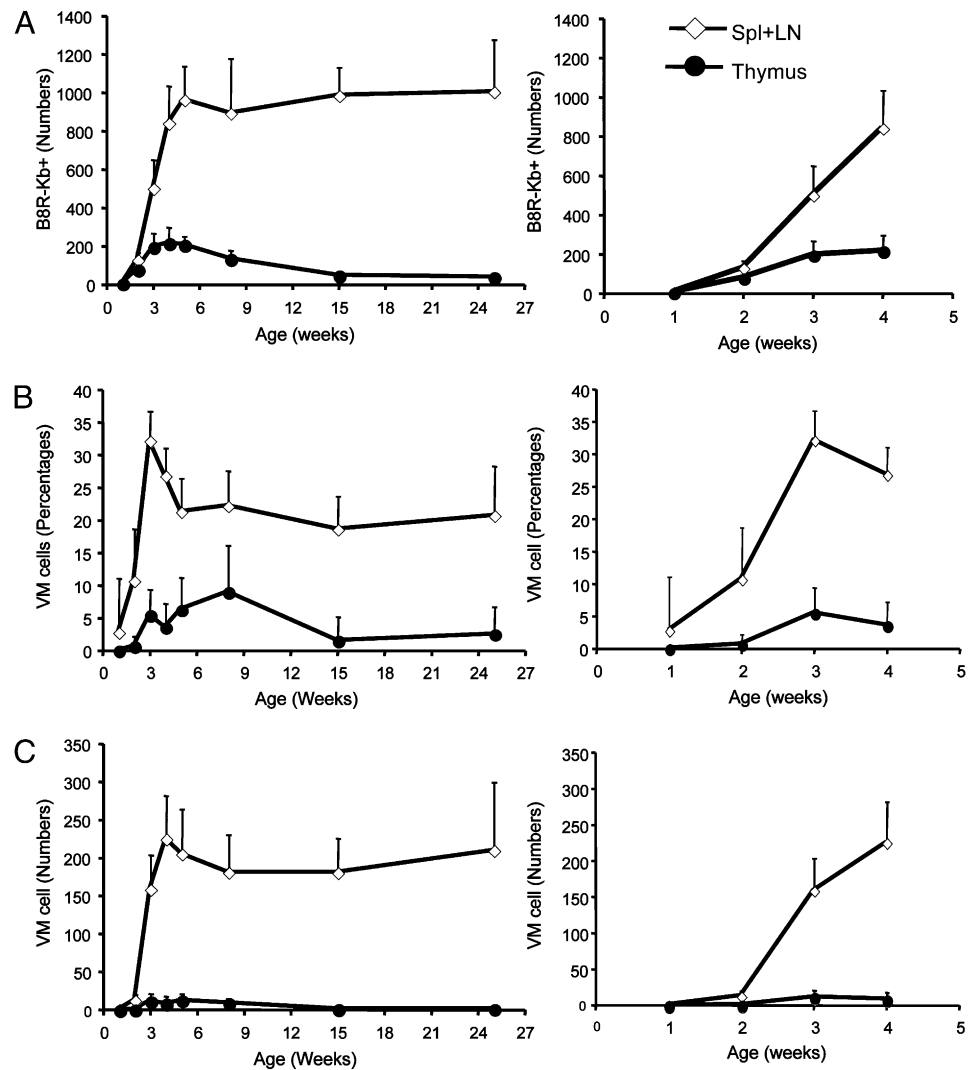 A
B8R-Kb+ (Numbers)
1400
1200
1000
800
600
400
200
0
0 3 6 9 12 15 18 21 24 27
Age (weeks)
B8R-Kb+ (Numbers)
1400
1200
1000
800
600
400
200
0
0 1 2 3 4 5
Age (weeks)
Spl+LN
Thymus
B
VM cells (Percentages)
40
35
30
25
20
15
10
5
0
0 3 6 9 12 15 18 21 24 27
Age (Weeks)
VM cell (Percentages)
40
35
30
25
20
15
10
5
0
0 1 2 3 4 5
Age (weeks)
C
VM cell (Numbers)
350
300
250
200
150
100
50
0
0 3 6 9 12 15 18 21 24 27
Age (Weeks)
VM cell (Numbers)
350
300
250
200
150
100
50
0
0 1 2 3 4 5
Age (weeks)